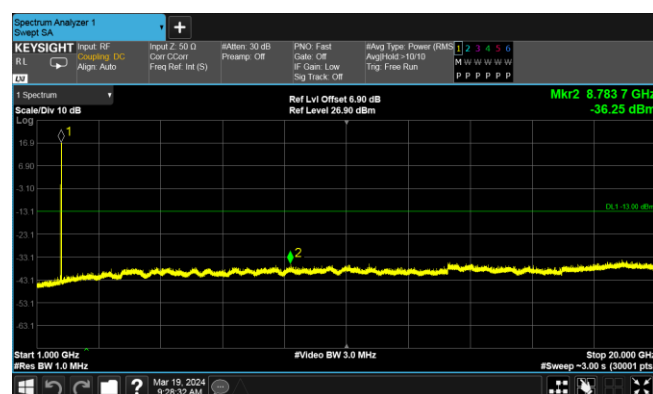 Spectrum Analyzer 1
Swept SA
+
KEYSIGHT Input: RF Input Z: 50 Ω #Atten: 30 dB PNO: Fast #Avg Type: Power (RMS 1 2 3 4 5 6
RL Coupling: DC Corr CCorr Preamp: Off Gate: Off Avg|Hold:>10/10 M W W W W W
Align: Auto Freq Ref: Int (S) IF Gain: Low Trig: Free Run P P P P P P
LXI Sig Track: Off
1 Spectrum Ref Lvl Offset 6.90 dB Mkr2 8.783 7 GHz
Scale/Div 10 dB Ref Level 26.90 dBm -36.25 dBm
Log
1
16.9
6.90
-3.10
DL1 -13.00 dBm
-13.1
-23.1
2
-33.1
-43.1
-53.1
-63.1
Start 1.000 GHz #Video BW 3.0 MHz Stop 20.000 GHz
#Res BW 1.0 MHz #Sweep ~3.00 s (30001 pts
? Mar 19, 2024
9:28:32 AM